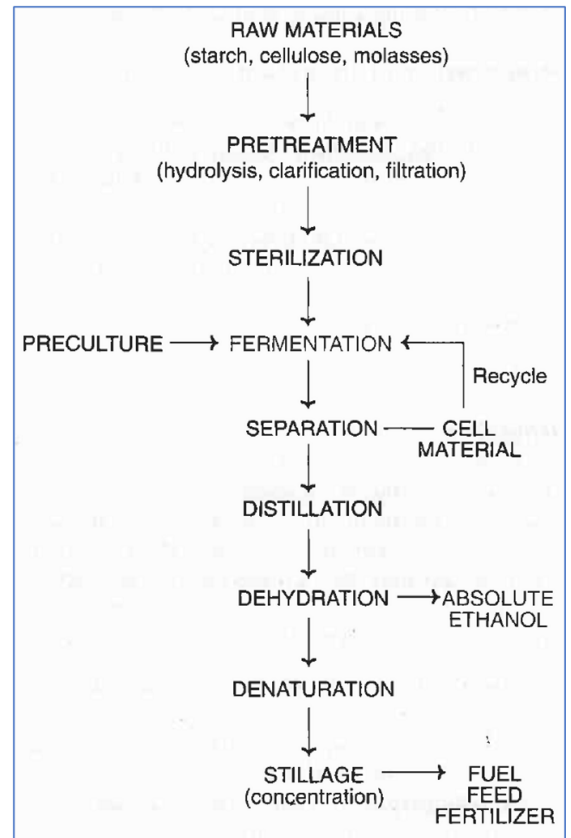 RAW MATERIALS
(starch, cellulose, molasses)
PRETREATMENT
(hydrolysis, clarification, filtration)
STERILIZATION
PRECULTURE
FERMENTATION
Recycle
SEPARATION
CELL
MATERIAL
DISTILLATION
DEHYDRATION
ABSOLUTE
ETHANOL
DENATURATION
STILLAGE
(concentration)
FUEL
FEED
FERTILIZER